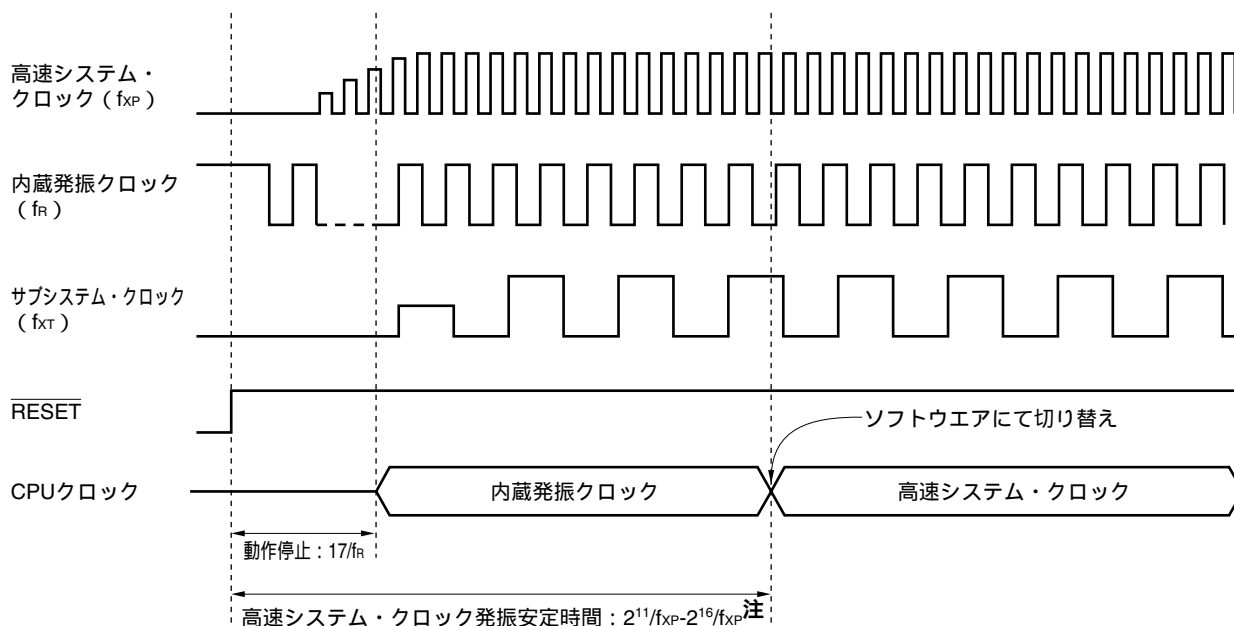 高速システム・
クロック（fXP）
内蔵発振クロック
（fR）
サブシステム・クロック
（fXT）
RESET
ソフトウエアにて切り替え
CPUクロック
内蔵発振クロック
高速システム・クロック
動作停止：17/fR
高速システム・クロック発振安定時間：2¹¹/fXP-2¹⁶/fXP注